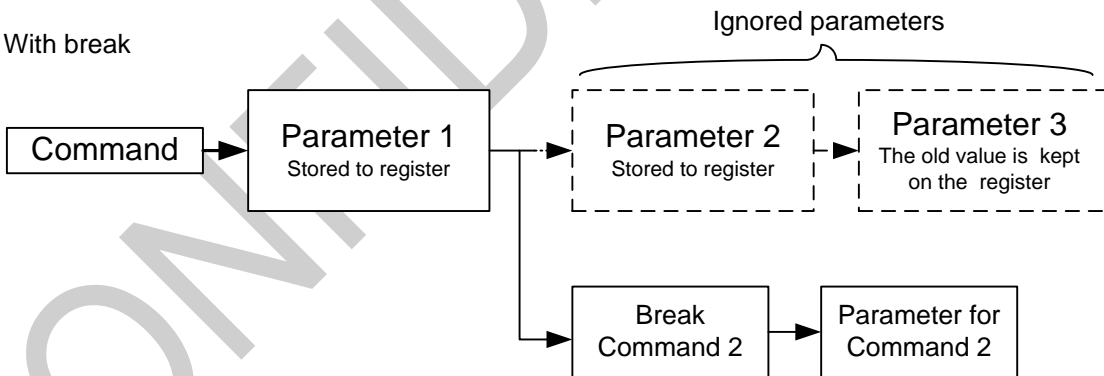 Ignored parameters
With break
Command
Parameter 1
Stored to register
Parameter 2
Stored to register
Parameter 3
The old value is kept
on the register
Break
Command 2
Parameter for
Command 2
ONFID